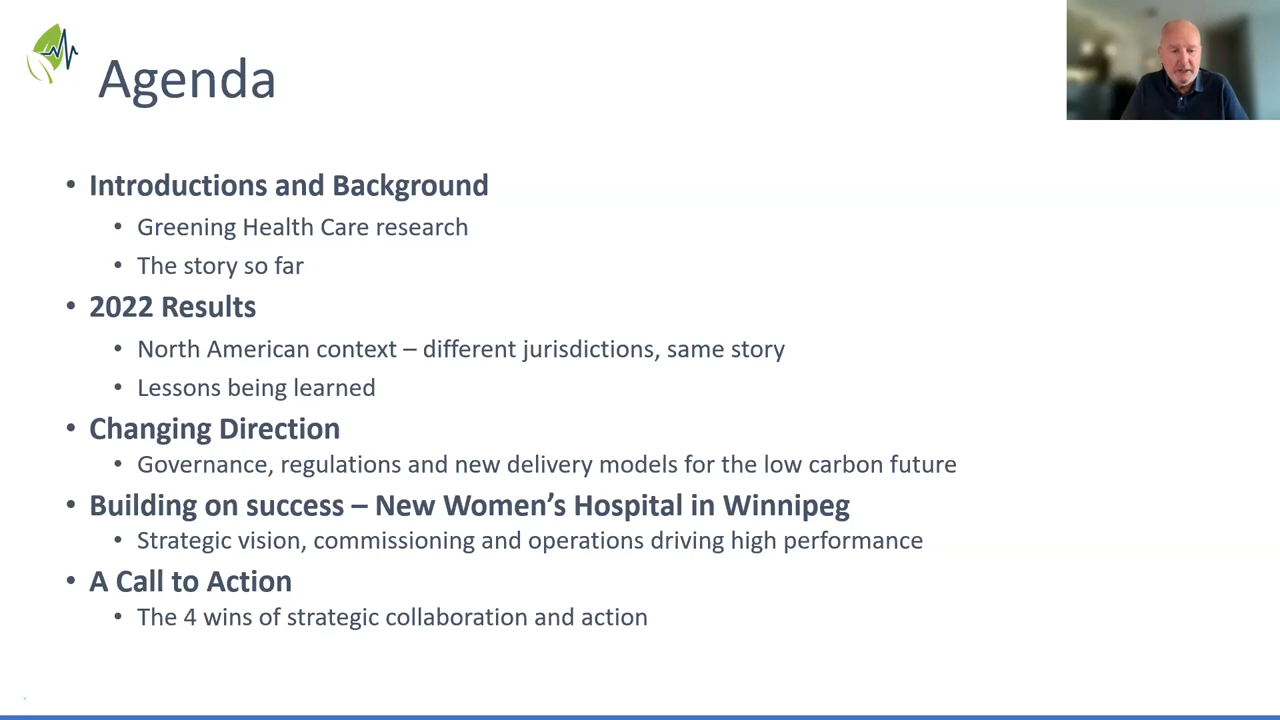 Agenda
• Introductions and Background
• Greening Health Care research
• The story so far
• 2022 Results
• North American context – different jurisdictions, same story
• Lessons being learned
• Changing Direction
• Governance, regulations and new delivery models for the low carbon future
• Building on success – New Women’s Hospital in Winnipeg
• Strategic vision, commissioning and operations driving high performance
• A Call to Action
• The 4 wins of strategic collaboration and action